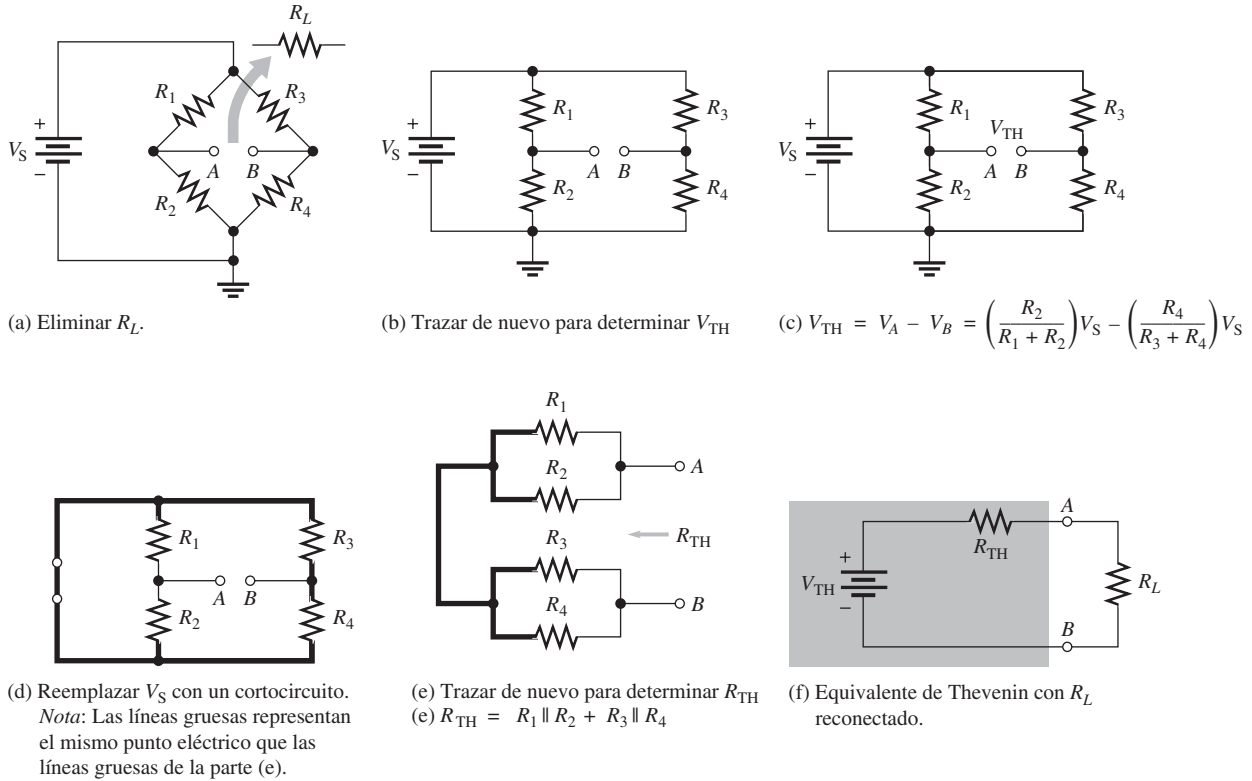 R_L
R_1 R_3
+
V_S
−
A B
R_2 R_4
(a) Eliminar R_L.
+
V_S
−
R_1 R_3
A B
R_2 R_4
(b) Trazar de nuevo para determinar V_TH
+
V_S
−
R_1 R_3
V_TH
A B
R_2 R_4
(c) V_TH = V_A − V_B = (R_2 / (R_1 + R_2)) V_S − (R_4 / (R_3 + R_4)) V_S
R_1 R_3
A B
R_2 R_4
(d) Reemplazar V_S con un cortocircuito.
Nota: Las líneas gruesas representan
el mismo punto eléctrico que las
líneas gruesas de la parte (e).
R_1
R_2 A
R_3 R_TH
R_4 B
(e) Trazar de nuevo para determinar R_TH
(e) R_TH = R_1 ∥ R_2 + R_3 ∥ R_4
A
R_TH
+
V_TH
−
R_L
B
(f) Equivalente de Thevenin con R_L
reconectado.